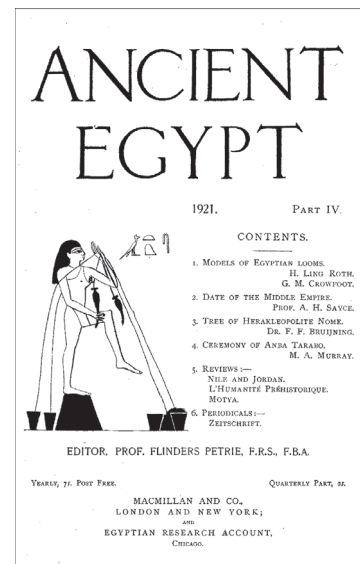 ANCIENT
EGYPT
1921. PART IV.
CONTENTS.
1. MODELS OF EGYPTIAN LOOMS.
H. LING ROTH.
G. M. CROWFOOT.
2. DATE OF THE MIDDLE EMPIRE.
PROF. A. H. SAYCE.
3. TREE OF HERAKLEOPOLITE NOME.
DR. F. F. BRUIJNING.
4. CEREMONY OF ANBA TARABO.
M. A. MURRAY.
5. REVIEWS :—
NILE AND JORDAN.
L'HUMANITÉ PRÉHISTORIQUE.
MOTYA.
6. PERIODICALS :—
ZEITSCHRIFT.
EDITOR, PROF. FLINDERS PETRIE, F.R.S., F.B.A.
YEARLY, 7s. POST FREE. QUARTERLY PART, 2s.
MACMILLAN AND CO.,
LONDON AND NEW YORK;
AND
EGYPTIAN RESEARCH ACCOUNT,
CHICAGO.